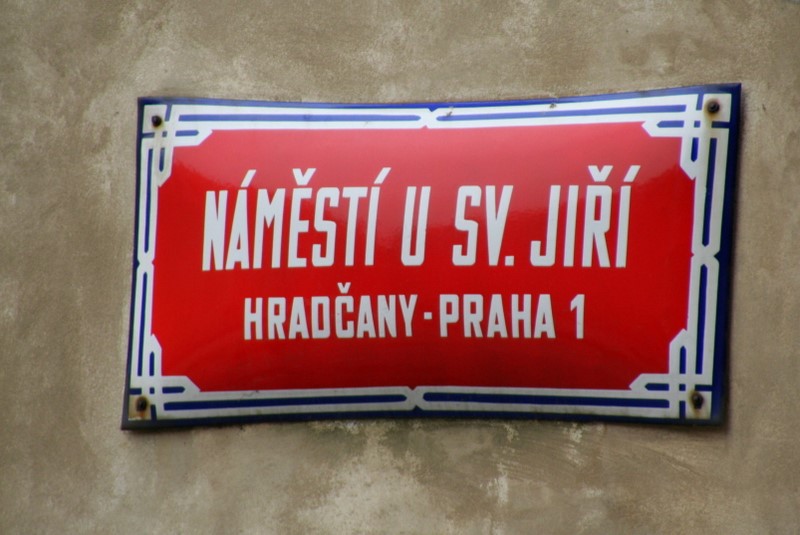 NÁMĚSTÍ U SV. JIŘÍ
HRADČANY-PRAHA 1